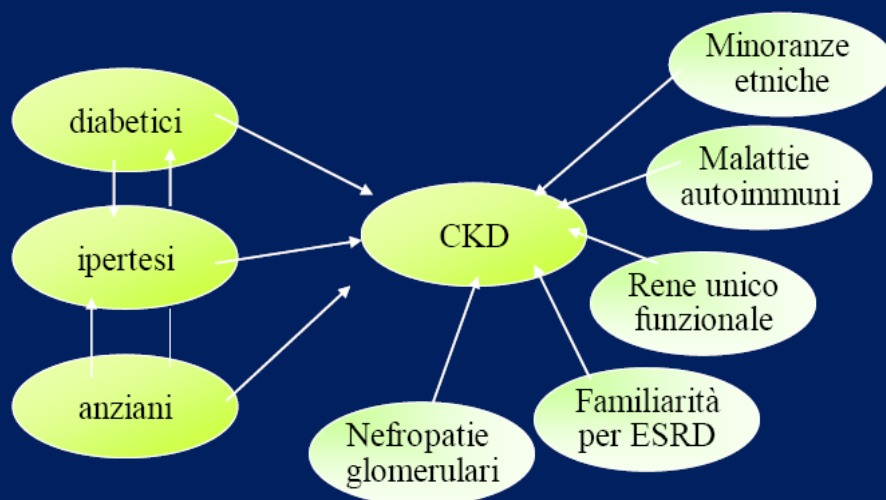 diabetici
ipertesi
anziani
CKD
Minoranze
etniche
Malattie
autoimmuni
Rene unico
funzionale
Familiarità
per ESRD
Nefropatie
glomerulari